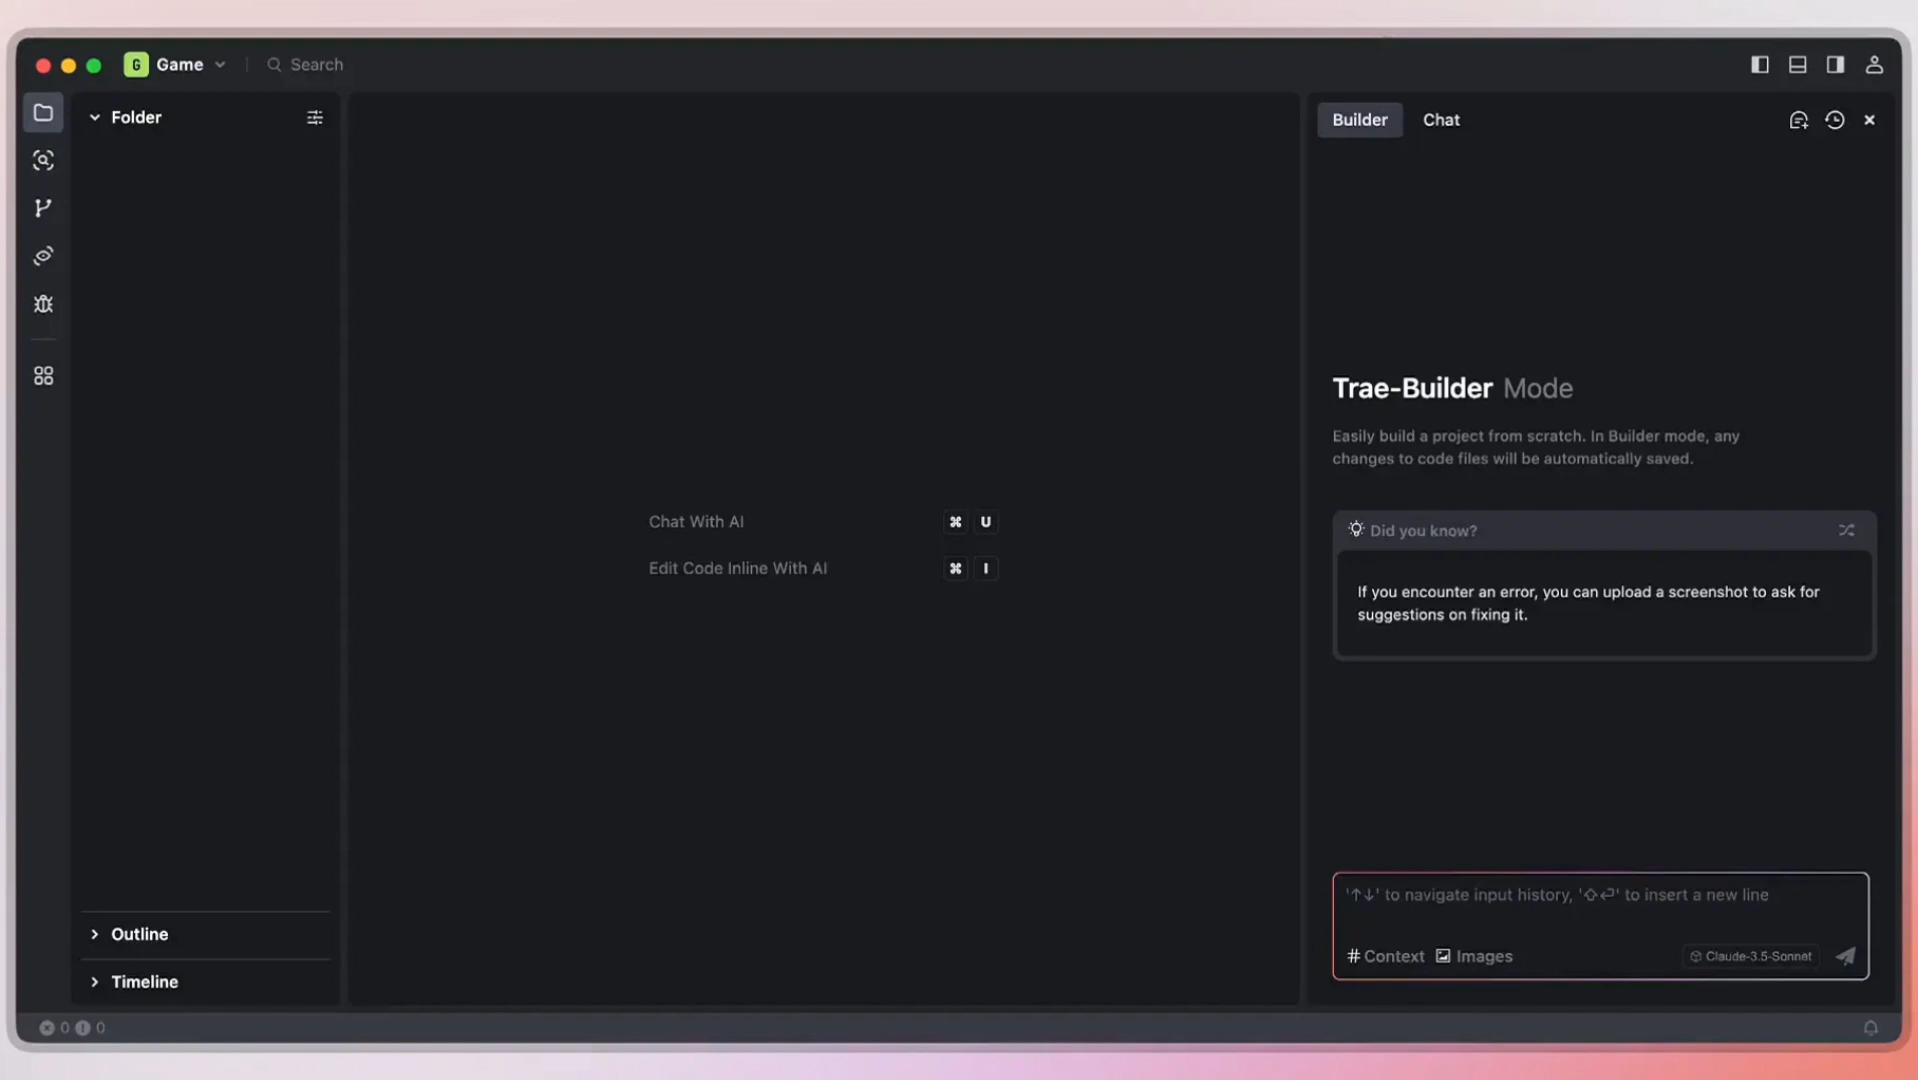 G Game
Search
Folder
Builder
Chat
Trae-Builder Mode
Easily build a project from scratch. In Builder mode, any
changes to code files will be automatically saved.
Chat With AI ⌘ U
Edit Code Inline With AI ⌘ I
Did you know?
If you encounter an error, you can upload a screenshot to ask for
suggestions on fixing it.
'↑↓' to navigate input history, '⇧⏎' to insert a new line
# Context Images
Claude-3.5-Sonnet
Outline
Timeline
0 0